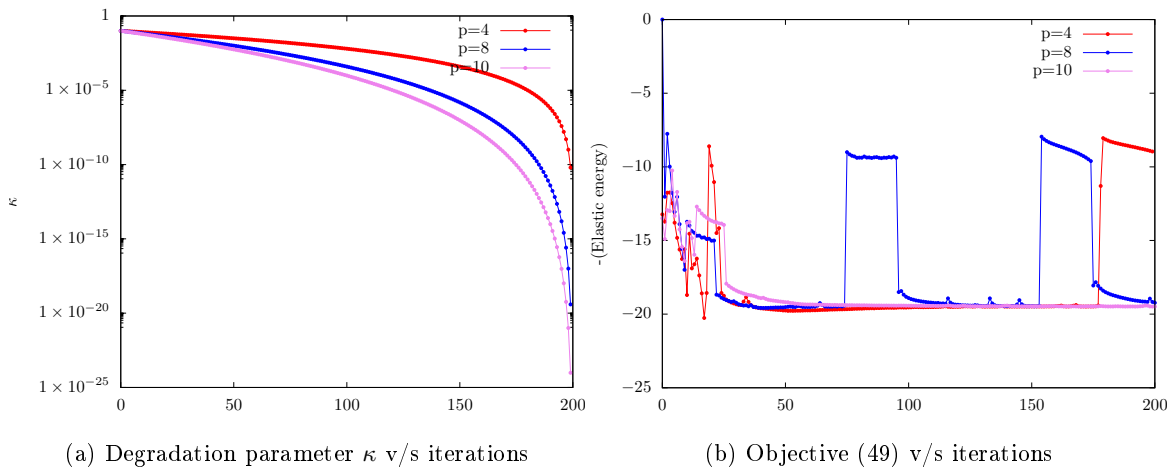 1
1 × 10⁻⁵
1 × 10⁻¹⁰
1 × 10⁻¹⁵
1 × 10⁻²⁰
1 × 10⁻²⁵
κ
0 50 100 150 200
p=4
p=8
p=10
(a) Degradation parameter κ v/s iterations
0
−5
−10
−15
−20
−25
-(Elastic energy)
0 50 100 150 200
p=4
p=8
p=10
(b) Objective (49) v/s iterations